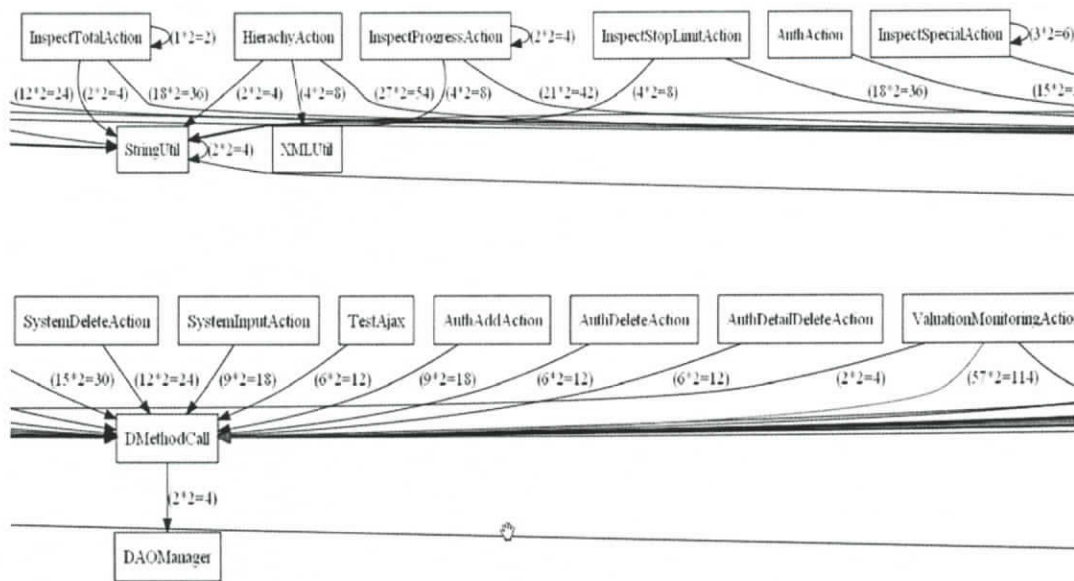 InspectTotalAction (1*2=2) HierachyAction InspectProgressAction (2*2=4) InspectStopLimitAction AuthAction InspectSpecialAction (3*2=6)
(12*2=24) (2*2=4) (18*2=36) (2*2=4) (4*2=8) (27*2=54) (4*2=8) (21*2=42) (4*2=8) (18*2=36) (15*2=
StringUtil (2*2=4) XMLUtil
SystemDeleteAction SystemInputAction TestAjax AuthAddAction AuthDeleteAction AuthDetailDeleteAction ValuationMonitoringAction
(15*2=30) (12*2=24) (9*2=18) (6*2=12) (9*2=18) (6*2=12) (6*2=12) (2*2=4) (57*2=114)
DMethodCall
(2*2=4)
DAOManager